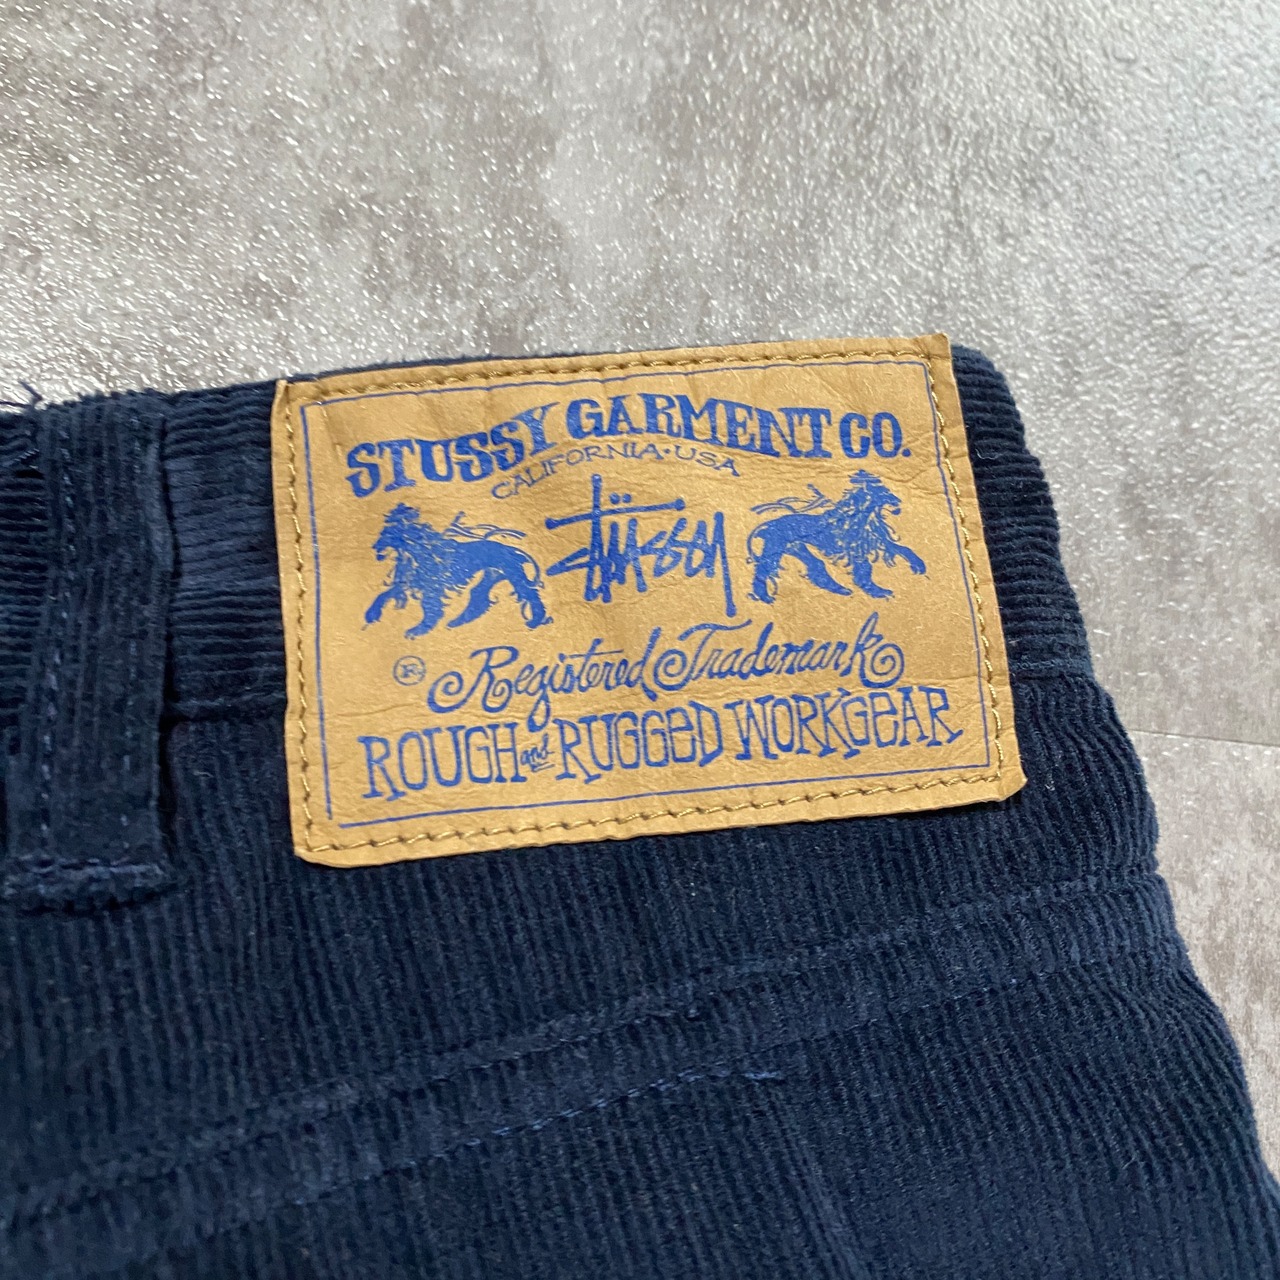 STUSSY GARMENT CO.
CALIFORNIA • USA
Stüssy
® Registered Trademark
ROUGH and RUGGED WORKGEAR